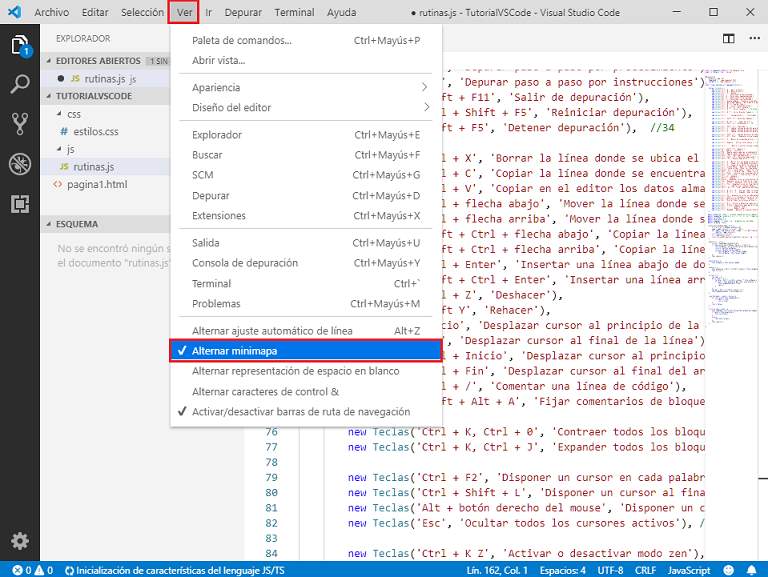 Archivo Editar Selección Ver Ir Depurar Terminal Ayuda ● rutinas.js - TutorialVSCode - Visual Studio Code
EXPLORADOR
EDITORES ABIERTOS 1 SIN
● JS rutinas.js js
TUTORIALVSCODE
css
# estilos.css
js
JS rutinas.js
<> pagina1.html
ESQUEMA
No se encontró ningún s
el documento "rutinas.js"
1
Paleta de comandos... Ctrl+Mayús+P
Abrir vista...
Apariencia
Diseño del editor
Explorador Ctrl+Mayús+E
Buscar Ctrl+Mayús+F
SCM Ctrl+Mayús+G
Depurar Ctrl+Mayús+D
Extensiones Ctrl+Mayús+X
Salida Ctrl+Mayús+U
Consola de depuración Ctrl+Mayús+Y
Terminal Ctrl+`
Problemas Ctrl+Mayús+M
Alternar ajuste automático de línea Alt+Z
✓ Alternar minimapa
Alternar representación de espacio en blanco
Alternar caracteres de control &
✓ Activar/desactivar barras de ruta de navegación
', 'Depurar paso a paso por instrucciones')
ft + F11', 'Salir de depuración'),
l + Shift + F5', 'Reiniciar depuración'),
ft + F5', 'Detener depuración'), //34
l + X', 'Borrar la línea donde se ubica el
l + C', 'Copiar la línea donde se encuentra
l + V', 'Copiar en el editor los datos alma
+ flecha abajo', 'Mover la línea donde se
+ flecha arriba', 'Mover la línea donde s
ft + Ctrl + flecha abajo', 'Copiar la línea
ft + Ctrl + flecha arriba', 'Copiar la líne
l + Enter', 'Insertar una línea abajo de do
ft + Ctrl + Enter', 'Insertar una línea arr
l + Z', 'Deshacer'),
ft Y', 'Rehacer'),
cio', 'Desplazar cursor al principio de la
', 'Desplazar cursor al final de la línea')
l + Inicio', 'Desplazar cursor al principio
l + Fin', 'Desplazar cursor al final del ar
l + /', 'Comentar una línea de código'),
ft + Alt + A', 'Fijar comentarios de bloque
76 new Teclas('Ctrl + K, Ctrl + 0', 'Contraer todos los bloqu
77 new Teclas('Ctrl + K, Ctrl + J', 'Expander todos los bloqu
78
79 new Teclas('Ctrl + F2', 'Disponer un cursor en cada palabr
80 new Teclas('Ctrl + Shift + L', 'Disponer un cursor al fina
81 new Teclas('Alt + botón derecho del mouse', 'Disponer un c
82 new Teclas('Esc', 'Ocultar todos los cursores activos'), /
83
84 new Teclas('Ctrl + K Z', 'Activar o desactivar modo zen'),
0 0 Inicialización de características del lenguaje JS/TS Lín. 162, Col. 1 Espacios: 4 UTF-8 CRLF JavaScript